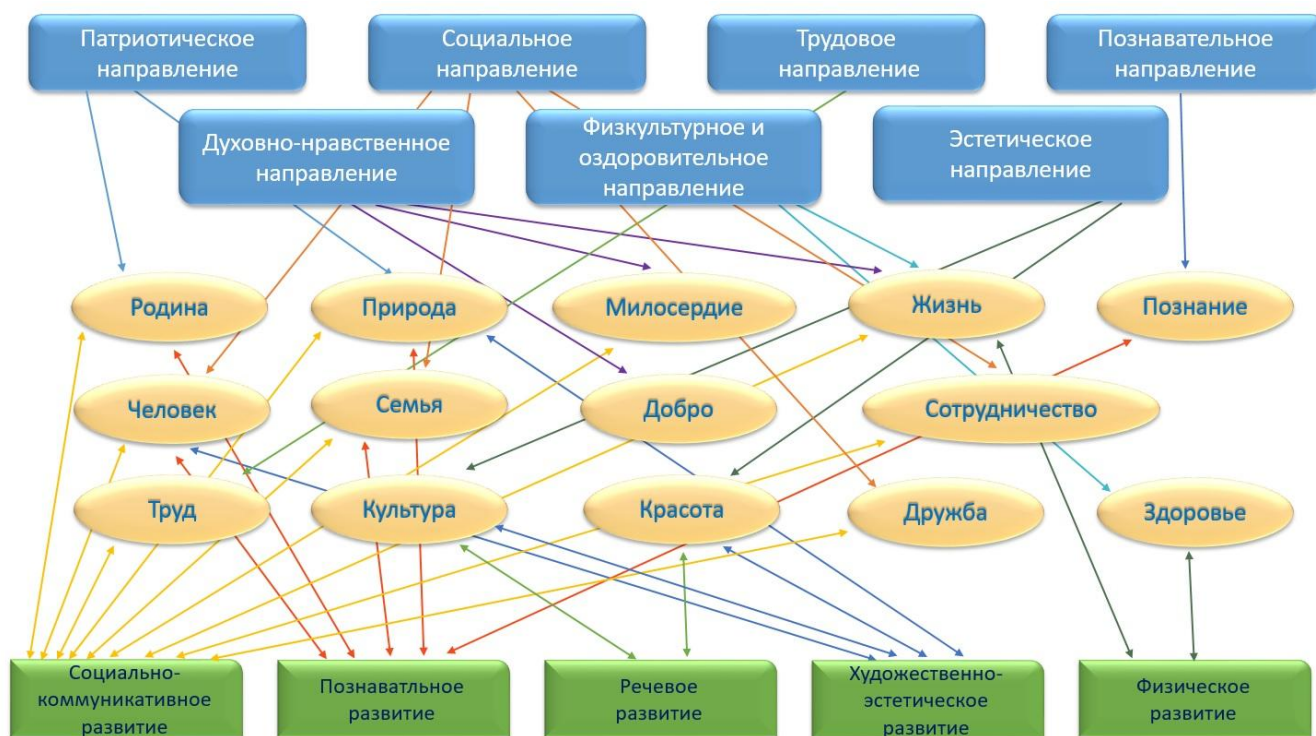 Патриотическое
направление
Социальное
направление
Трудовое
направление
Познавательное
направление
Духовно-нравственное
направление
Физкультурное и
оздоровительное
направление
Эстетическое
направление
Родина
Природа
Милосердие
Жизнь
Познание
Человек
Семья
Добро
Сотрудничество
Труд
Культура
Красота
Дружба
Здоровье
Социально-
коммуникативное
развитие
Познаватльное
развитие
Речевое
развитие
Художественно-
эстетическое
развитие
Физическое
развитие